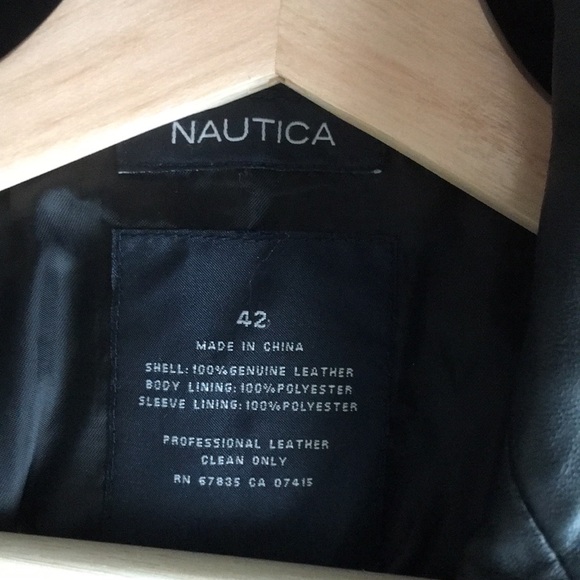 NAUTICA
42
MADE IN CHINA
SHELL: 100% GENUINE LEATHER
BODY LINING: 100% POLYESTER
SLEEVE LINING: 100% POLYESTER
PROFESSIONAL LEATHER
CLEAN ONLY
RN 67835 CA 07415